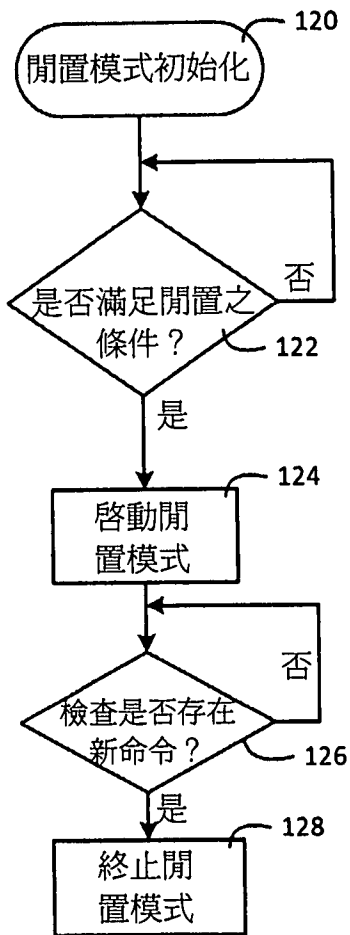 120
閒置模式初始化
否
是否滿足閒置之
條件？
122
是
124
啓動閒
置模式
否
檢查是否存在
新命令？
126
是
128
終止閒
置模式